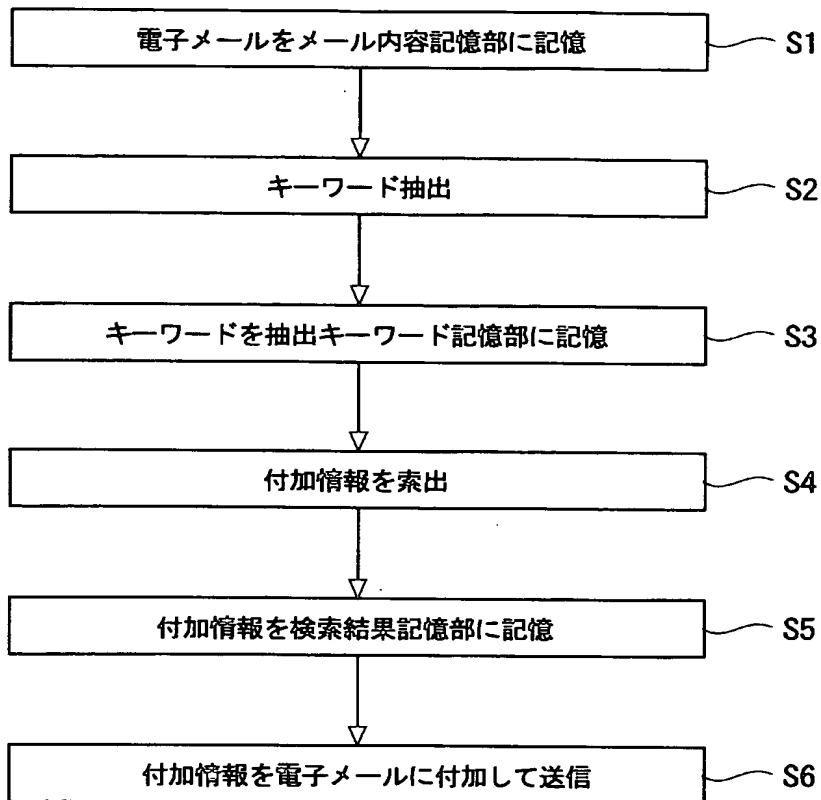 電子メールをメール内容記憶部に記憶 S1
キーワード抽出 S2
キーワードを抽出キーワード記憶部に記憶 S3
付加情報を索出 S4
付加情報を検索結果記憶部に記憶 S5
付加情報を電子メールに付加して送信 S6